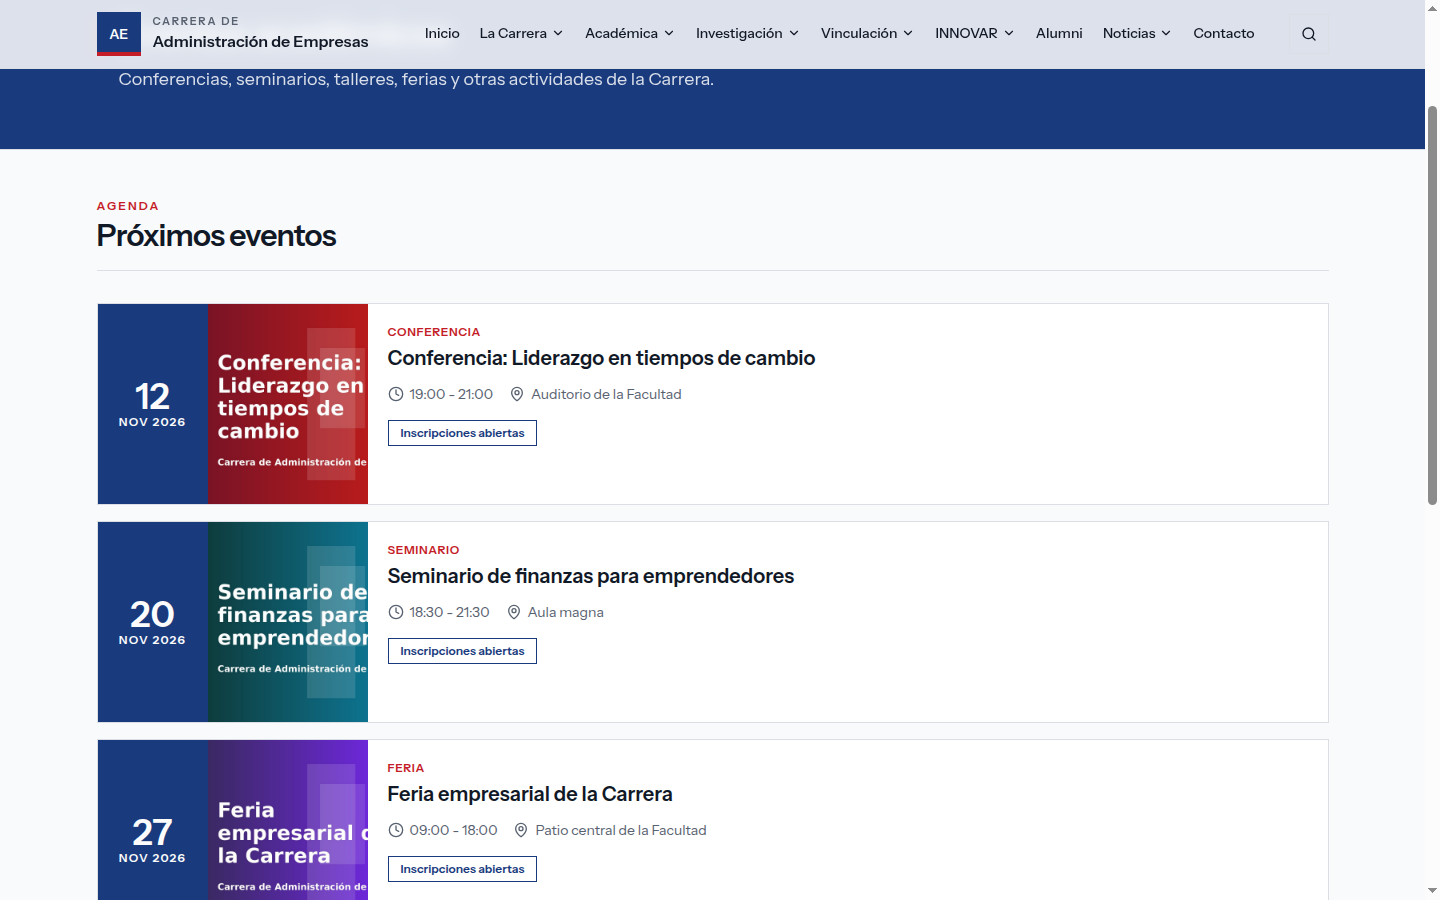 AE
CARRERA DE
Administración de Empresas
Inicio
La Carrera
Académica
Investigación
Vinculación
INNOVAR
Alumni
Noticias
Contacto
Conferencias, seminarios, talleres, ferias y otras actividades de la Carrera.
AGENDA
Próximos eventos
12
NOV 2026
Conferencia:
Liderazgo en
tiempos de
cambio
Carrera de Administración de
CONFERENCIA
Conferencia: Liderazgo en tiempos de cambio
19:00 - 21:00
Auditorio de la Facultad
Inscripciones abiertas
20
NOV 2026
Seminario de
finanzas para
emprendedor
Carrera de Administración de
SEMINARIO
Seminario de finanzas para emprendedores
18:30 - 21:30
Aula magna
Inscripciones abiertas
27
NOV 2026
Feria
empresarial d
la Carrera
Carrera de Administración de
FERIA
Feria empresarial de la Carrera
09:00 - 18:00
Patio central de la Facultad
Inscripciones abiertas